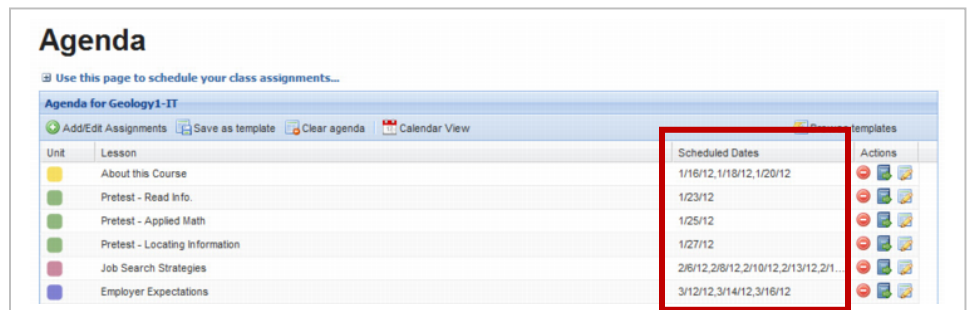 Agenda
Use this page to schedule your class assignments...
Agenda for Geology1-IT
Add/Edit Assignments Save as template Clear agenda Calendar View templates
Unit Lesson Scheduled Dates Actions
About this Course 1/16/12,1/18/12,1/20/12
Pretest - Read Info. 1/23/12
Pretest - Applied Math 1/25/12
Pretest - Locating Information 1/27/12
Job Search Strategies 2/6/12,2/8/12,2/10/12,2/13/12,2/1...
Employer Expectations 3/12/12,3/14/12,3/16/12